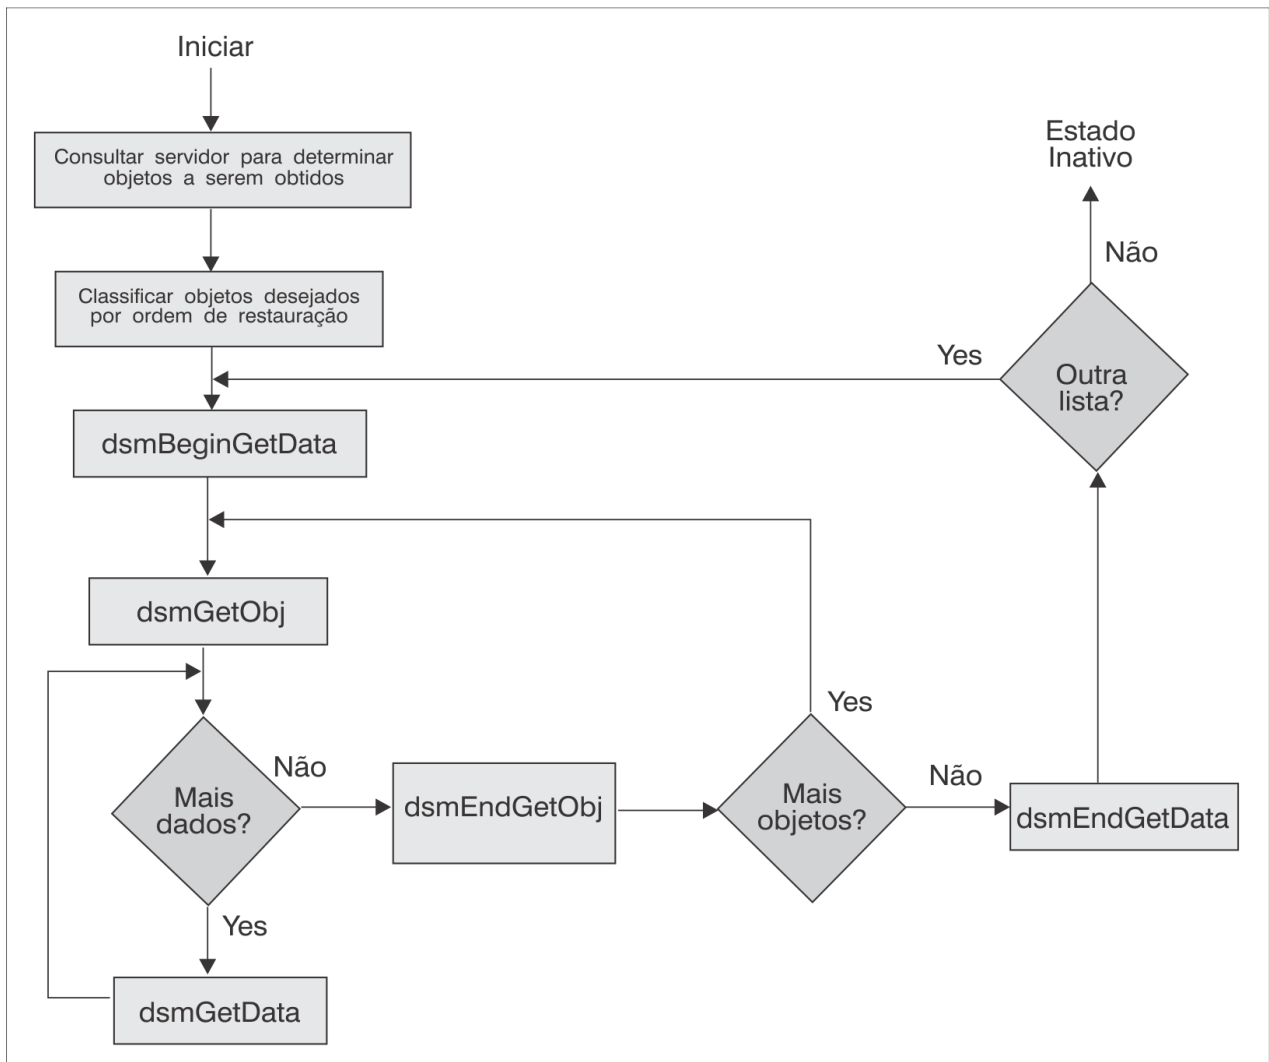 Iniciar
Consultar servidor para determinar
objetos a serem obtidos
Classificar objetos desejados
por ordem de restauração
dsmBeginGetData
dsmGetObj
Mais
dados?
Não
Yes
dsmGetData
dsmEndGetObj
Mais
objetos?
Yes
Não
dsmEndGetData
Outra
lista?
Yes
Não
Estado
Inativo